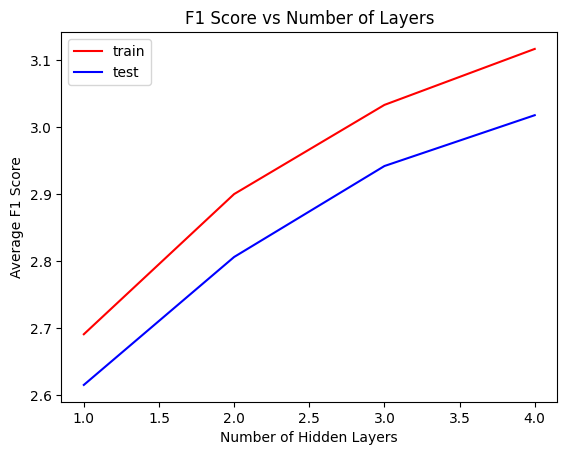 F1 Score vs Number of Layers
train
test
Average F1 Score
3.1
3.0
2.9
2.8
2.7
2.6
1.0 1.5 2.0 2.5 3.0 3.5 4.0
Number of Hidden Layers